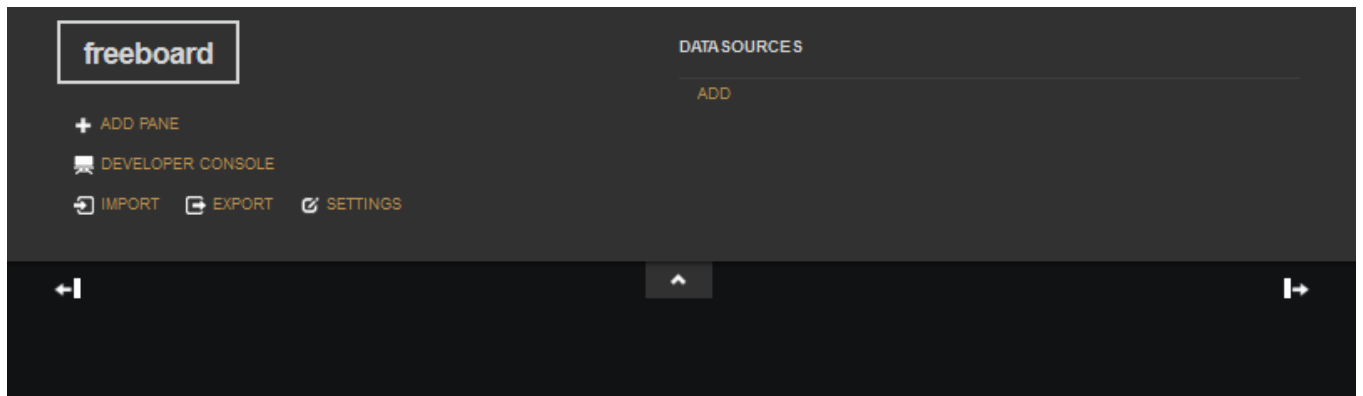 freeboard
ADD PANE
DEVELOPER CONSOLE
IMPORT EXPORT SETTINGS
DATASOURCES
ADD